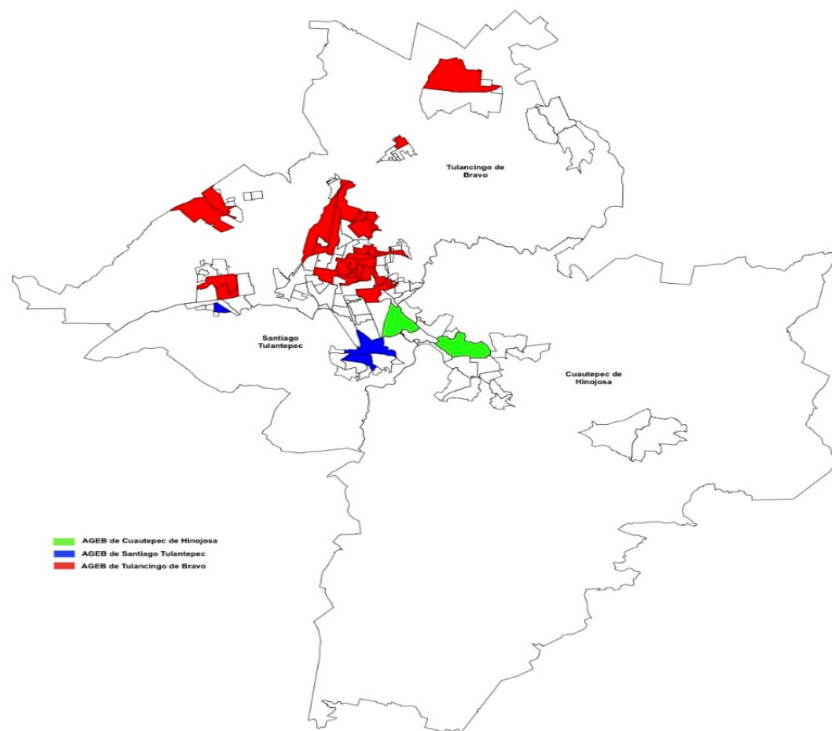 Tulancingo de
Bravo
Santiago
Tulantepec
Cuautepec de
Hinojosa
AGEB de Cuautepec de Hinojosa
AGEB de Santiago Tulantepec
AGEB de Tulancingo de Bravo